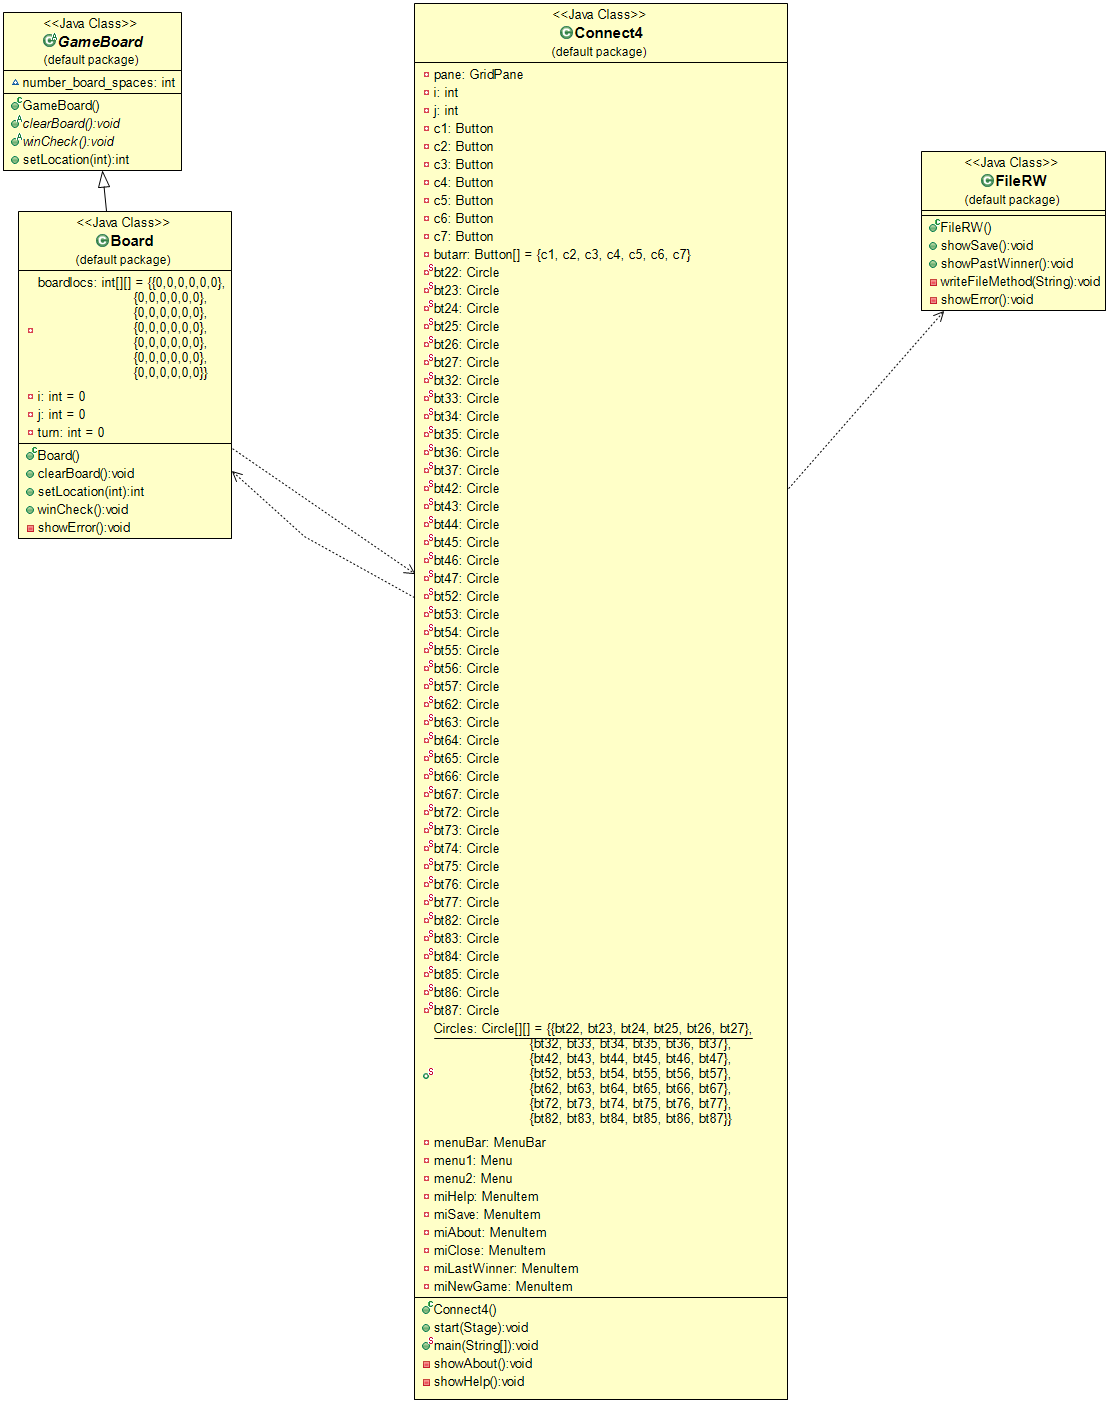 <<Java Class>>
GameBoard
(default package)
number_board_spaces: int
GameBoard()
clearBoard():void
winCheck():void
setLocation(int):int
<<Java Class>>
Board
(default package)
boardlocs: int[][] = {{0,0,0,0,0,0},
{0,0,0,0,0,0},
{0,0,0,0,0,0},
{0,0,0,0,0,0},
{0,0,0,0,0,0},
{0,0,0,0,0,0},
{0,0,0,0,0,0}}
i: int = 0
j: int = 0
turn: int = 0
Board()
clearBoard():void
setLocation(int):int
winCheck():void
showError():void
<<Java Class>>
Connect4
(default package)
pane: GridPane
i: int
j: int
c1: Button
c2: Button
c3: Button
c4: Button
c5: Button
c6: Button
c7: Button
butarr: Button[] = {c1, c2, c3, c4, c5, c6, c7}
bt22: Circle
bt23: Circle
bt24: Circle
bt25: Circle
bt26: Circle
bt27: Circle
bt32: Circle
bt33: Circle
bt34: Circle
bt35: Circle
bt36: Circle
bt37: Circle
bt42: Circle
bt43: Circle
bt44: Circle
bt45: Circle
bt46: Circle
bt47: Circle
bt52: Circle
bt53: Circle
bt54: Circle
bt55: Circle
bt56: Circle
bt57: Circle
bt62: Circle
bt63: Circle
bt64: Circle
bt65: Circle
bt66: Circle
bt67: Circle
bt72: Circle
bt73: Circle
bt74: Circle
bt75: Circle
bt76: Circle
bt77: Circle
bt82: Circle
bt83: Circle
bt84: Circle
bt85: Circle
bt86: Circle
bt87: Circle
Circles: Circle[][] = {{bt22, bt23, bt24, bt25, bt26, bt27},
{bt32, bt33, bt34, bt35, bt36, bt37},
{bt42, bt43, bt44, bt45, bt46, bt47},
{bt52, bt53, bt54, bt55, bt56, bt57},
{bt62, bt63, bt64, bt65, bt66, bt67},
{bt72, bt73, bt74, bt75, bt76, bt77},
{bt82, bt83, bt84, bt85, bt86, bt87}}
menuBar: MenuBar
menu1: Menu
menu2: Menu
miHelp: MenuItem
miSave: MenuItem
miAbout: MenuItem
miClose: MenuItem
miLastWinner: MenuItem
miNewGame: MenuItem
Connect4()
start(Stage):void
main(String[]):void
showAbout():void
showHelp():void
<<Java Class>>
FileRW
(default package)
FileRW()
showSave():void
showPastWinner():void
writeFileMethod(String):void
showError():void